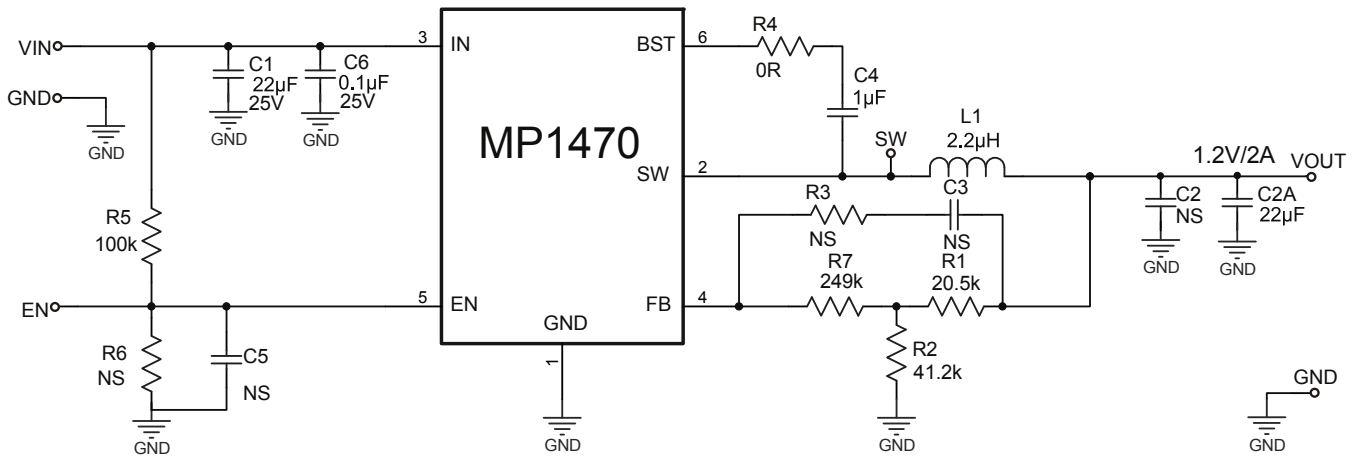 VIN
GND
GND
C1
22µF
25V
GND
C6
0.1µF
25V
GND
R5
100k
EN
R6
NS
C5
NS
GND
3
IN
5
EN
MP1470
GND
1
GND
BST
6
SW
2
FB
4
R4
0R
C4
1µF
SW
L1
2.2µH
R3
NS
C3
NS
R7
249k
R1
20.5k
R2
41.2k
GND
1.2V/2A
VOUT
C2
NS
GND
C2A
22µF
GND
GND
GND